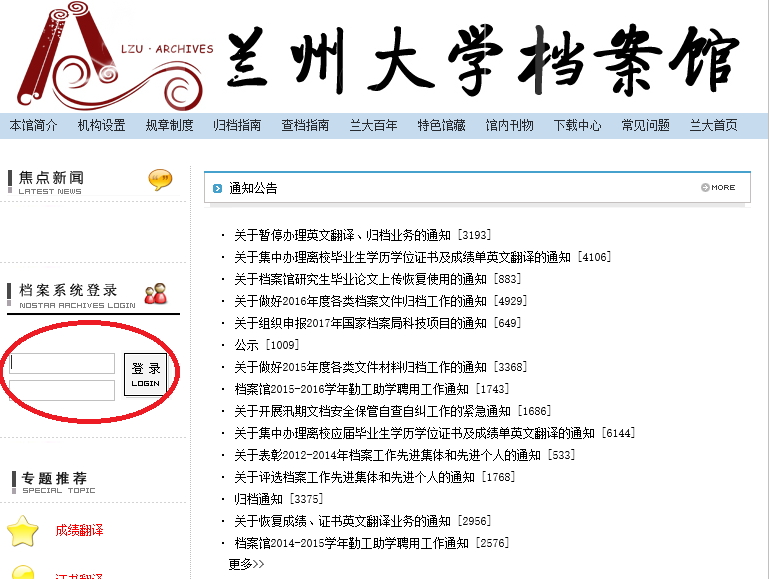 LZU · ARCHIVES
兰州大学档案馆
本馆简介 机构设置 规章制度 归档指南 查档指南 兰大百年 特色馆藏 馆内刊物 下载中心 常见问题 兰大首页
焦点新闻
LATEST NEWS
档案系统登录
NOSTAR ARCHIVES LOGIN
登 录
LOGIN
专题推荐
SPECIAL TOPIC
成绩翻译
证书翻译
通知公告
MORE
· 关于暂停办理英文翻译、归档业务的通知 [3193]
· 关于集中办理离校毕业生学历学位证书及成绩单英文翻译的通知 [4106]
· 关于档案馆研究生毕业论文上传恢复使用的通知 [883]
· 关于做好2016年度各类档案文件归档工作的通知 [4929]
· 关于组织申报2017年国家档案局科技项目的通知 [649]
· 公示 [1009]
· 关于做好2015年度各类文件材料归档工作的通知 [3368]
· 档案馆2015-2016学年勤工助学聘用工作通知 [1743]
· 关于开展汛期文档安全保管自查自纠工作的紧急通知 [1686]
· 关于集中办理离校应届毕业生学历学位证书及成绩单英文翻译的通知 [6144]
· 关于表彰2012-2014年档案工作先进集体和先进个人的通知 [533]
· 关于评选档案工作先进集体和先进个人的通知 [1768]
· 归档通知 [3375]
· 关于恢复成绩、证书英文翻译业务的通知 [2956]
· 档案馆2014-2015学年勤工助学聘用工作通知 [2576]
更多>>